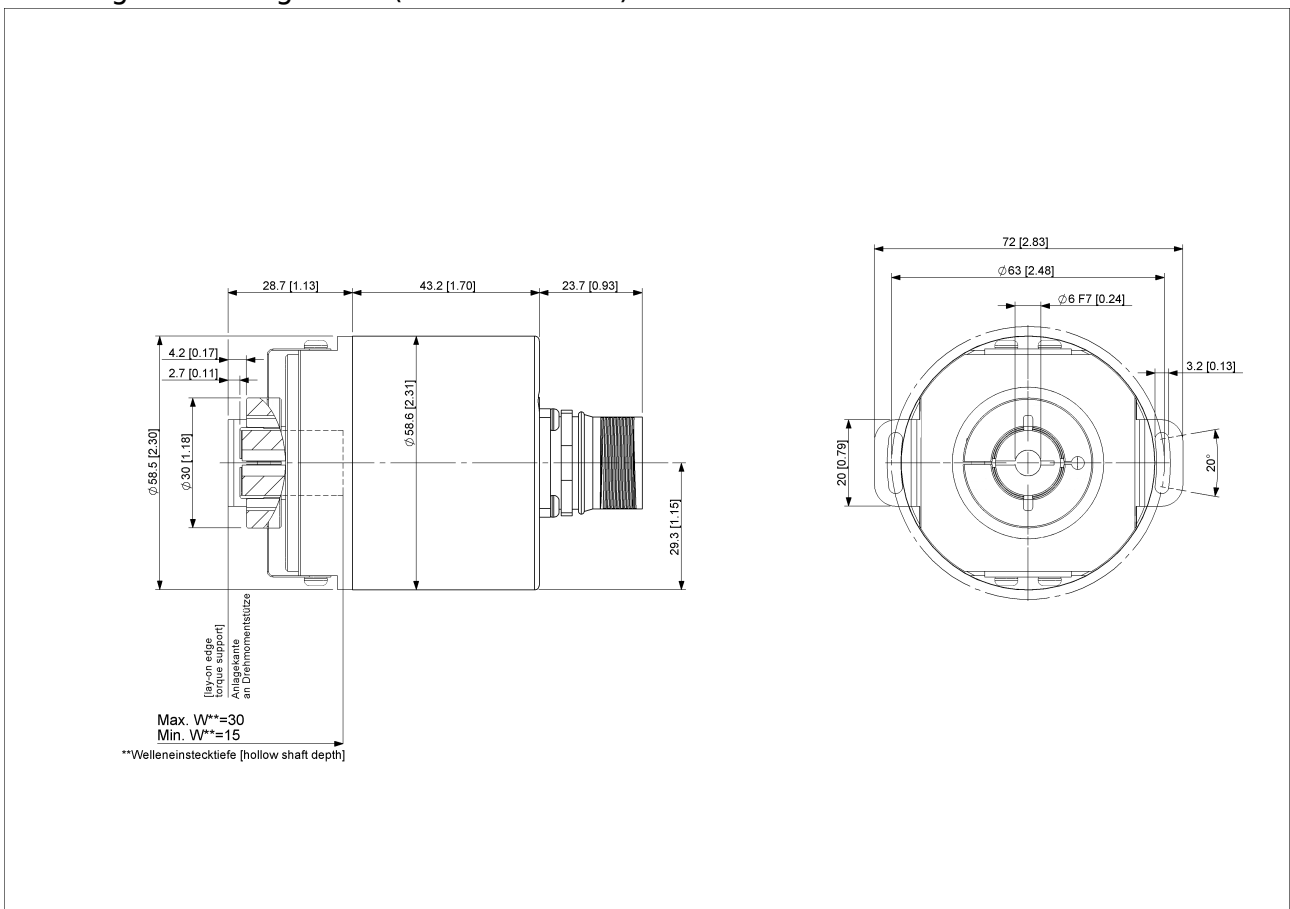 72 [2.83]
⌀63 [2.48]
⌀6 F7 [0.24]
28.7 [1.13]
43.2 [1.70]
23.7 [0.93]
4.2 [0.17]
2.7 [0.11]
3.2 [0.13]
⌀58.5 [2.30]
⌀30 [1.18]
⌀58.6 [2.31]
29.3 [1.15]
20 [0.79]
20°
[lay-on edge
torque support]
Anlagekante
an Drehmomentstütze
Max. W**=30
Min. W**=15
**Welleneinstecktiefe [hollow shaft depth]